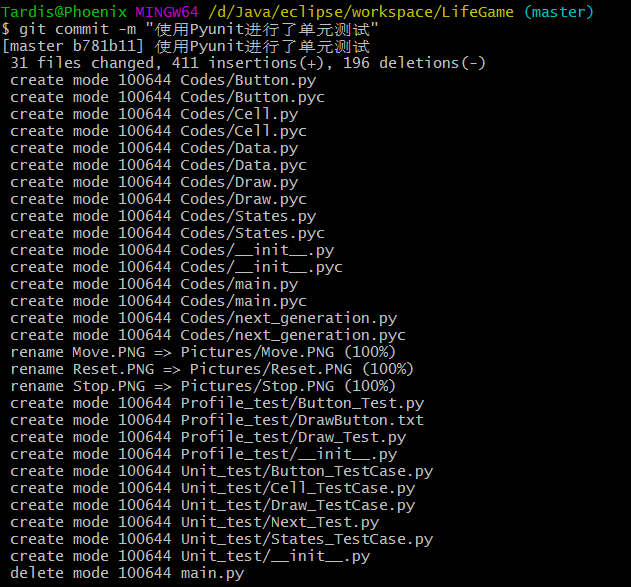 Tardis@Phoenix MINGW64 /d/Java/eclipse/workspace/LifeGame (master)
$ git commit -m "使用Pyunit进行了单元测试"
[master b781b11] 使用Pyunit进行了单元测试
 31 files changed, 411 insertions(+), 196 deletions(-)
 create mode 100644 Codes/Button.py
 create mode 100644 Codes/Button.pyc
 create mode 100644 Codes/Cell.py
 create mode 100644 Codes/Cell.pyc
 create mode 100644 Codes/Data.py
 create mode 100644 Codes/Data.pyc
 create mode 100644 Codes/Draw.py
 create mode 100644 Codes/Draw.pyc
 create mode 100644 Codes/States.py
 create mode 100644 Codes/States.pyc
 create mode 100644 Codes/__init__.py
 create mode 100644 Codes/__init__.pyc
 create mode 100644 Codes/main.py
 create mode 100644 Codes/main.pyc
 create mode 100644 Codes/next_generation.py
 create mode 100644 Codes/next_generation.pyc
 rename Move.PNG => Pictures/Move.PNG (100%)
 rename Reset.PNG => Pictures/Reset.PNG (100%)
 rename Stop.PNG => Pictures/Stop.PNG (100%)
 create mode 100644 Profile_test/Button_Test.py
 create mode 100644 Profile_test/DrawButton.txt
 create mode 100644 Profile_test/Draw_Test.py
 create mode 100644 Profile_test/__init__.py
 create mode 100644 Unit_test/Button_TestCase.py
 create mode 100644 Unit_test/Cell_TestCase.py
 create mode 100644 Unit_test/Draw_TestCase.py
 create mode 100644 Unit_test/Next_Test.py
 create mode 100644 Unit_test/States_TestCase.py
 create mode 100644 Unit_test/__init__.py
 delete mode 100644 main.py